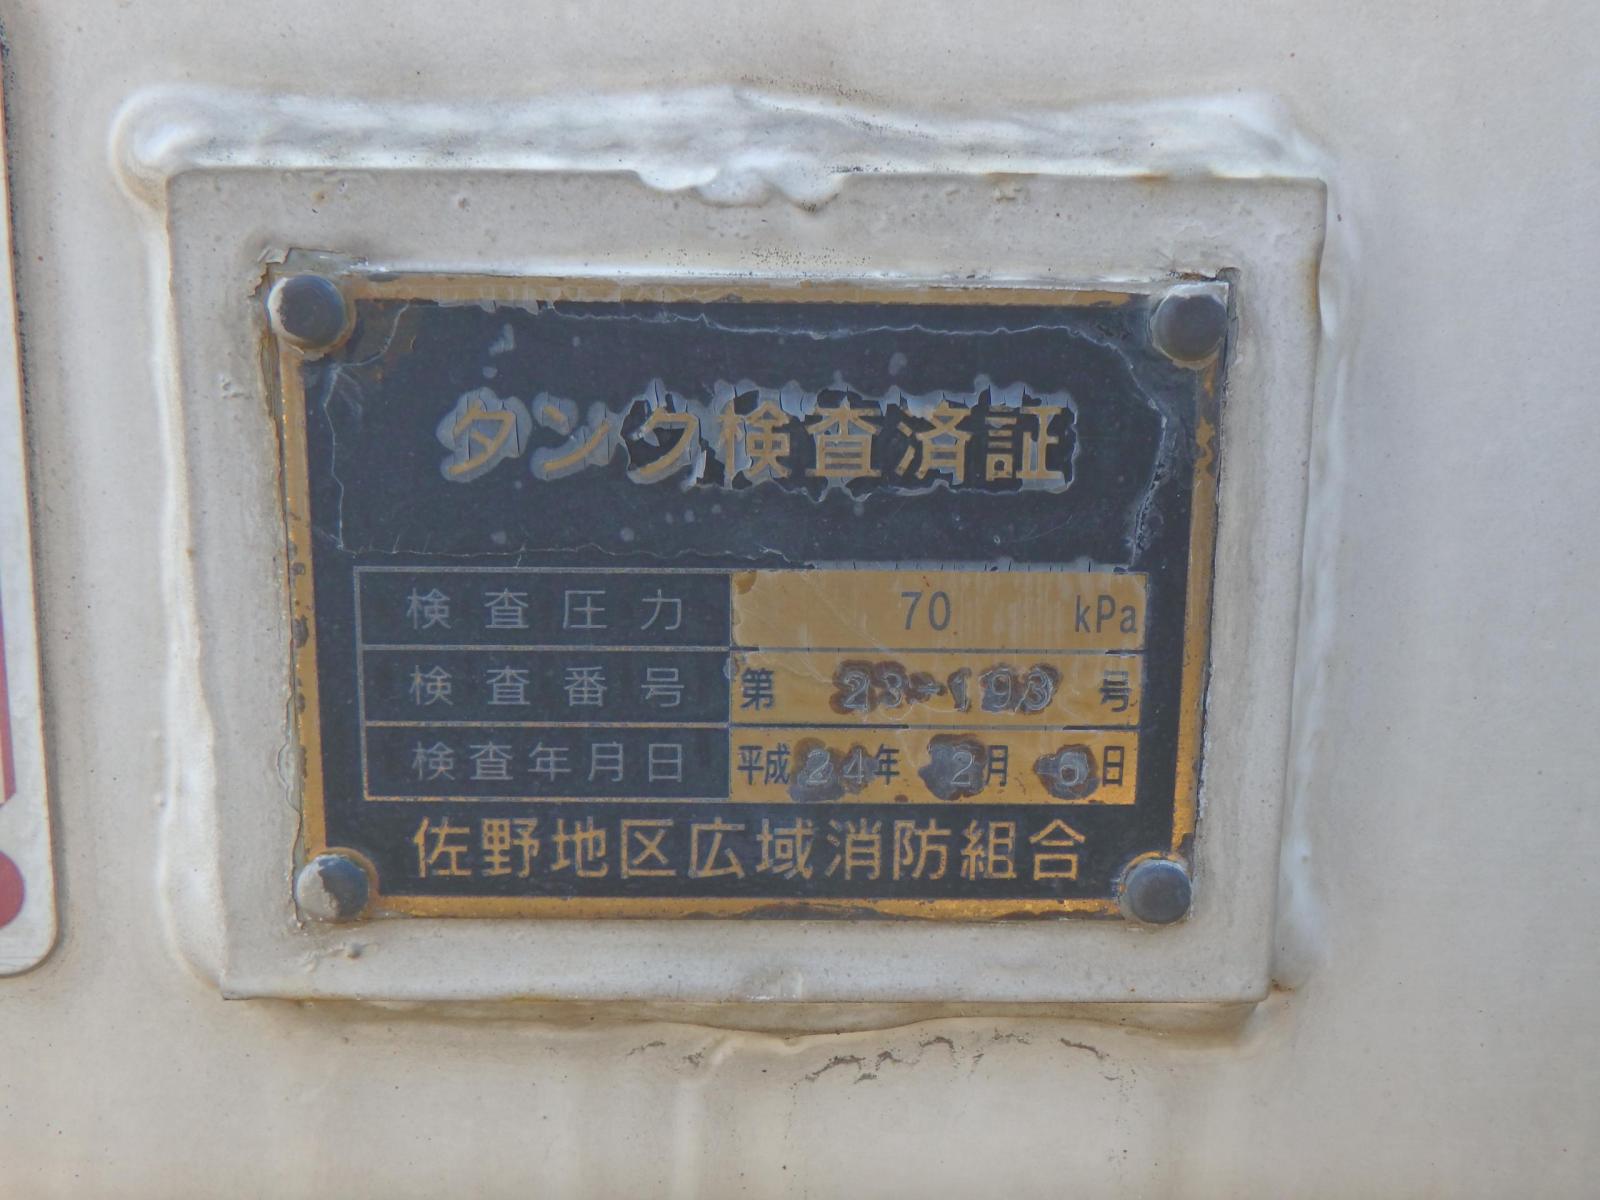 タンク検査済証
検査圧力 70 kPa
検査番号 第 23-193 号
検査年月日 平成24年 2月 6日
佐野地区広域消防組合